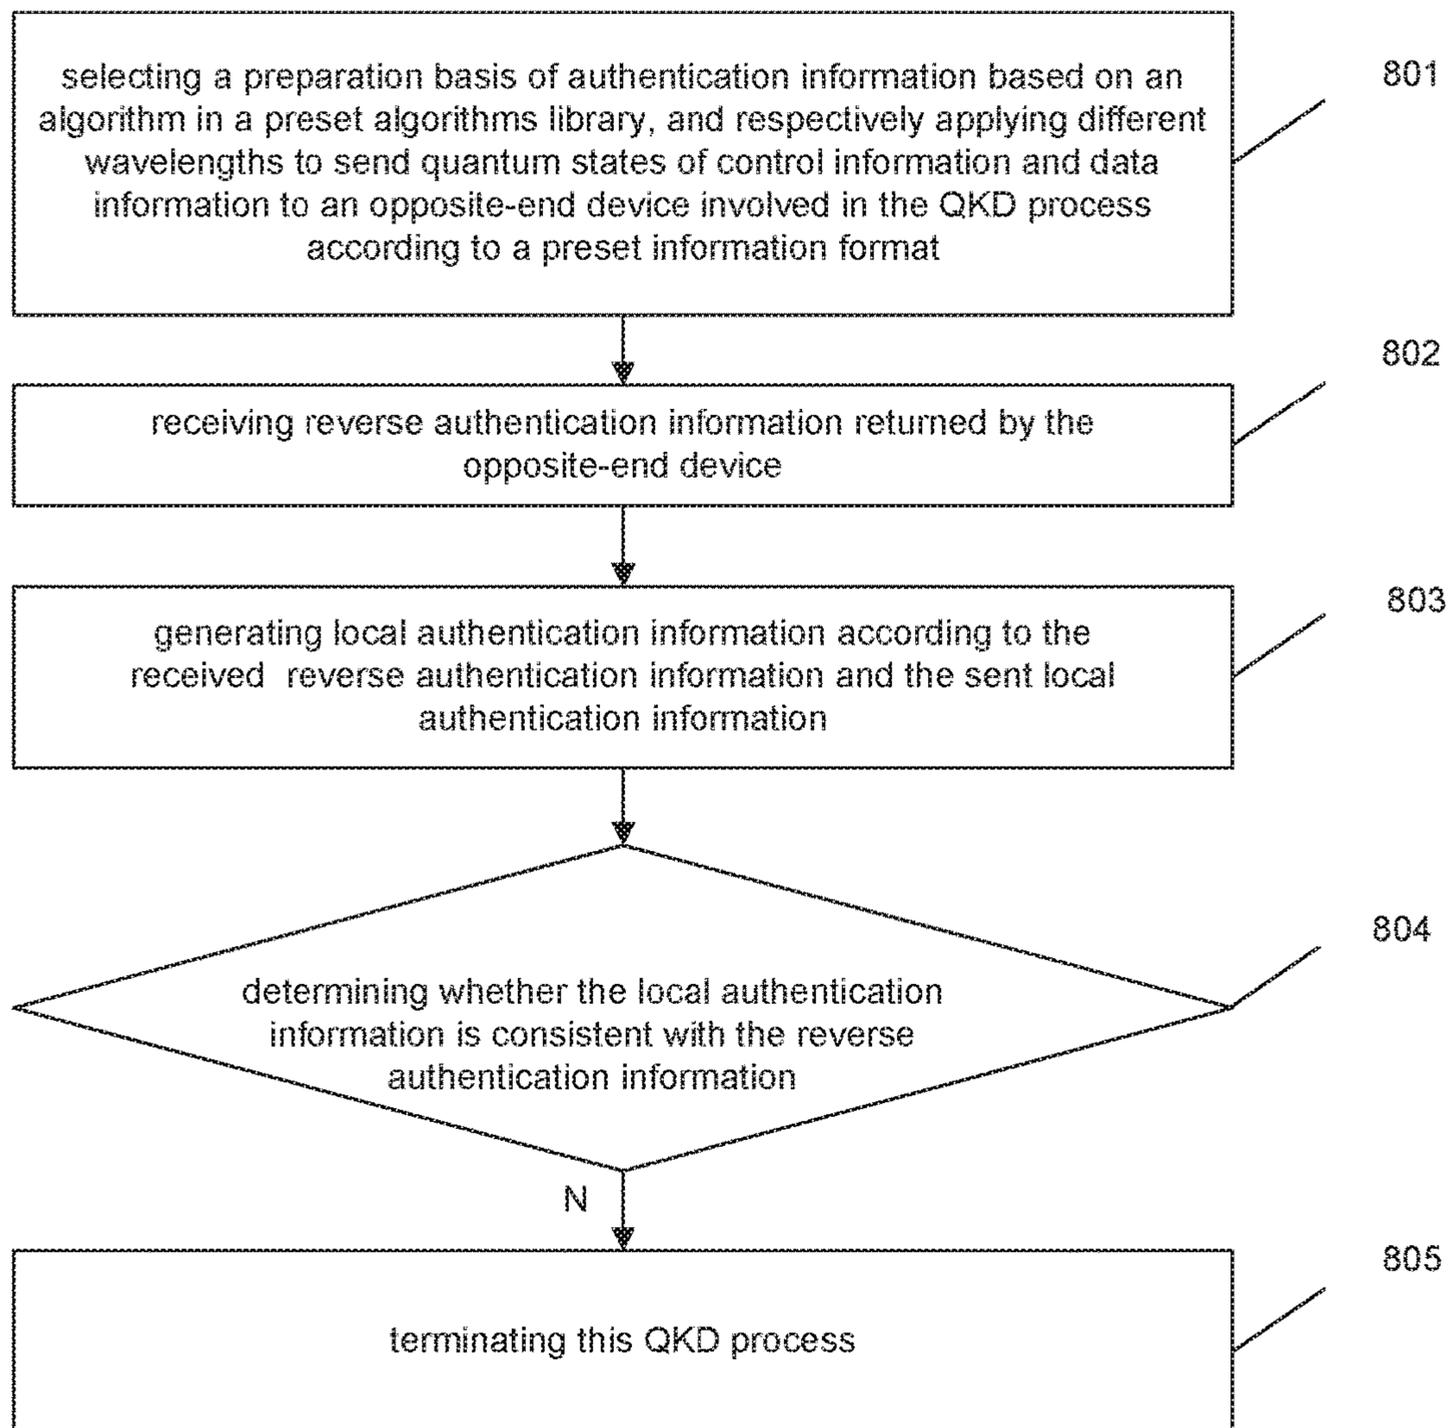 selecting a preparation basis of authentication information based on an
algorithm in a preset algorithms library, and respectively applying different
wavelengths to send quantum states of control information and data
information to an opposite-end device involved in the QKD process
according to a preset information format
801
802
receiving reverse authentication information returned by the
opposite-end device
803
generating local authentication information according to the
received reverse authentication information and the sent local
authentication information
804
determining whether the local authentication
information is consistent with the reverse
authentication information
N
805
terminating this QKD process